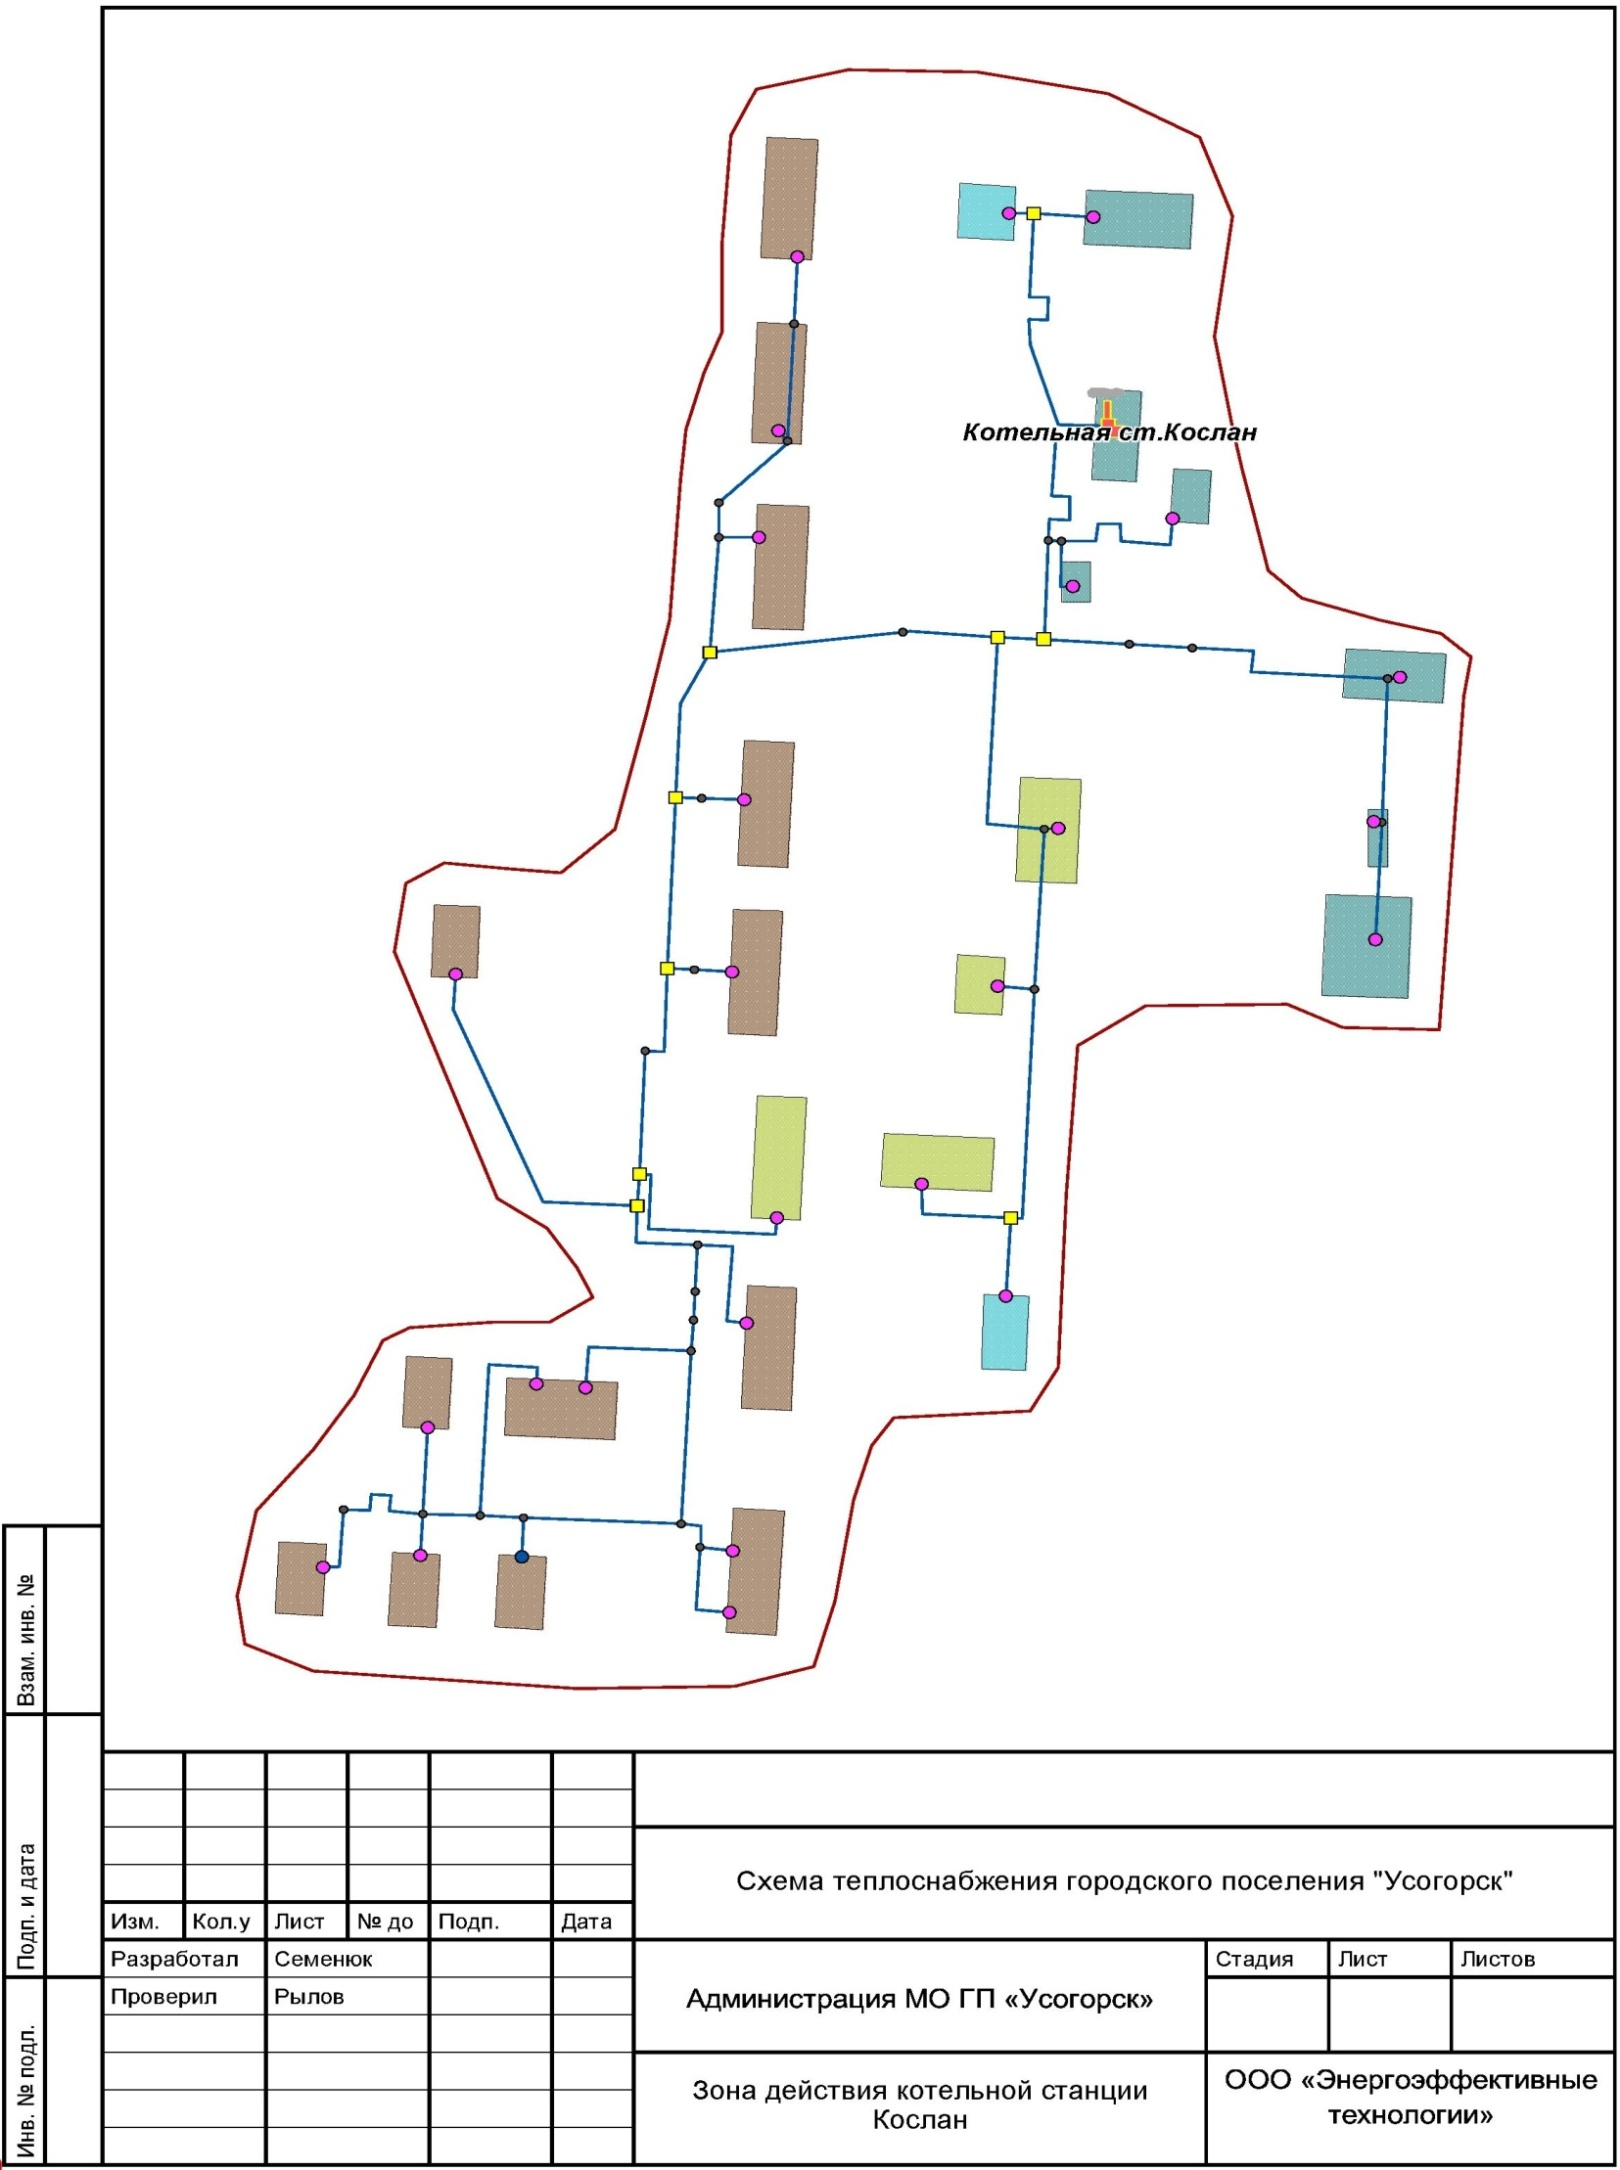 Котельная ст.Кослан
Взам. инв. №
Подп. и дата
Инв. № подл.
Схема теплоснабжения городского поселения "Усогорск"
Изм. Кол.у Лист № до Подп. Дата
Разработал Семенюк
Проверил Рылов
Администрация МО ГП «Усогорск»
Стадия Лист Листов
Зона действия котельной станции
Кослан
ООО «Энергоэффективные
технологии»